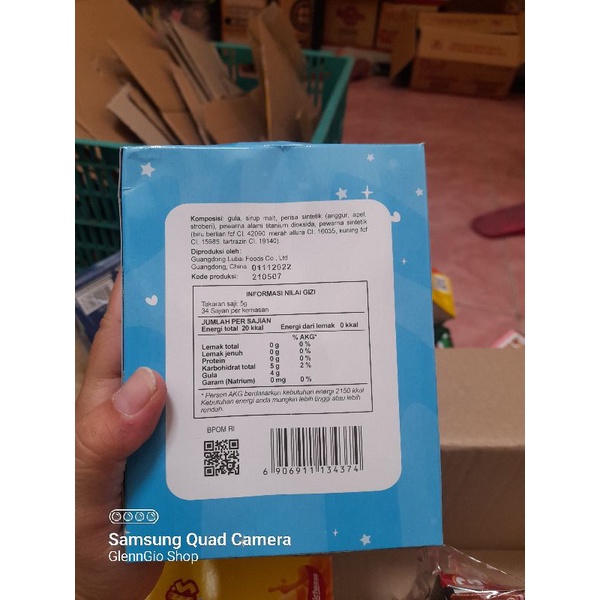 Komposisi: gula, sirup malt, perisa sintetik (anggur, apel,
stroberi), pewarna alami titanium dioksida, pewarna sintetik
(biru berlian fcf CI. 42090, merah allura CI. 16035, kuning fcf
CI. 15985, tartrazin CI. 19140).
Diproduksi oleh:
Guangdong Luba Foods Co., Ltd
Guangdong, China 01112022
Kode produksi: 210507
INFORMASI NILAI GIZI
Takaran saji: 5g
34 Sajian per kemasan
JUMLAH PER SAJIAN
Energi total 20 kkal Energi dari lemak 0 kkal
% AKG*
Lemak total 0 g 0 %
Lemak jenuh 0 g 0 %
Protein 0 g 0 %
Karbohidrat total 5 g 2 %
Gula 4 g
Garam (Natrium) 0 mg 0 %
* Persen AKG berdasarkan kebutuhan energi 2150 kkal
Kebutuhan energi anda mungkin lebih tinggi atau lebih
rendah.
BPOM RI
6 906911 134374
Samsung Quad Camera
GlennGio Shop